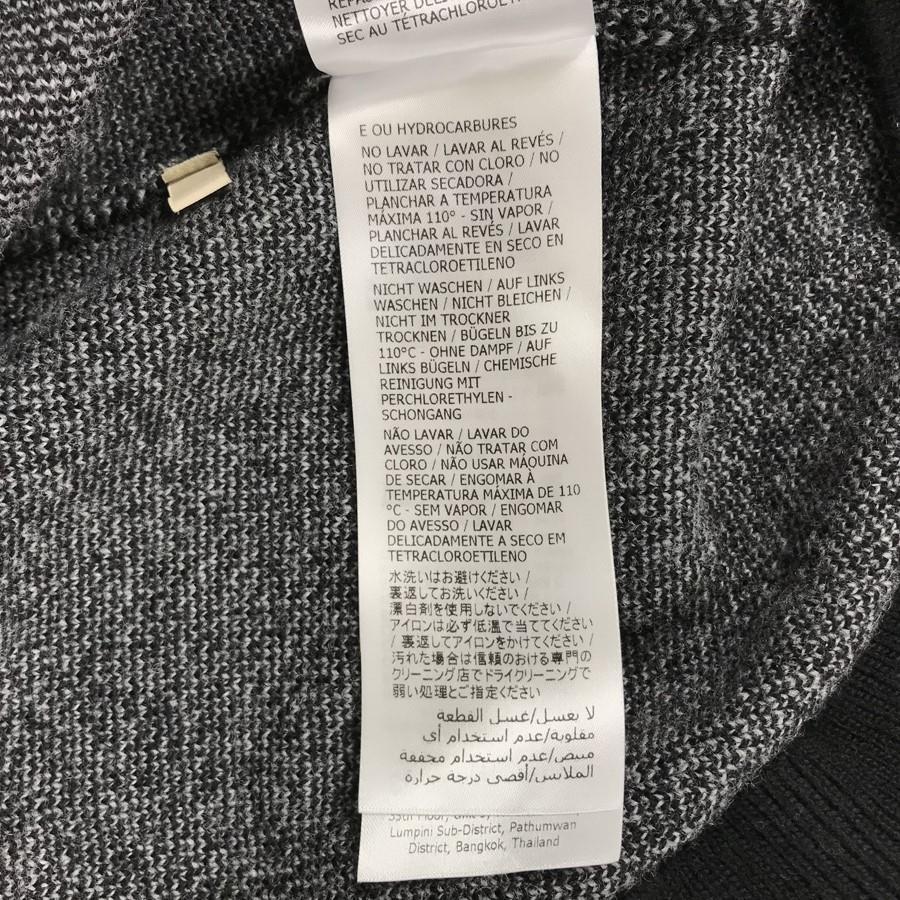 NETTOYER
SEC AU
E OU HYDROCARBURES
NO LAVAR / LAVAR AL REVÉS /
NO TRATAR CON CLORO / NO
UTILIZAR SECADORA /
PLANCHAR A TEMPERATURA
MÁXIMA 110° - SIN VAPOR /
PLANCHAR AL REVÉS / LAVAR
DELICADAMENTE EN SECO EN
TETRACLOROETILENO
NICHT WASCHEN / AUF LINKS
WASCHEN / NICHT BLEICHEN /
NICHT IM TROCKNER
TROCKNEN / BÜGELN BIS ZU
110°C - OHNE DAMPF / AUF
LINKS BÜGELN / CHEMISCHE
REINIGUNG MIT
PERCHLORETHYLEN -
SCHONGANG
NÃO LAVAR / LAVAR DO
AVESSO / NÃO TRATAR COM
CLORO / NÃO USAR MÁQUINA
DE SECAR / ENGOMAR À
TEMPERATURA MÁXIMA DE 110
°C - SEM VAPOR / ENGOMAR
DO AVESSO / LAVAR
DELICADAMENTE A SECO EM
TETRACLOROETILENO
水洗いはお避けください /
裏返してお洗いください /
漂白剤を使用しないでください /
アイロンは必ず低温で当ててください
/ 裏返してアイロンをかけてください /
汚れた場合は信頼のおける専門の
クリーニング店でドライクリーニングで
弱い処理とご指定ください
لا يغسل/غسل القطعة
مقلوبة/عدم استخدام أي
مبيض/عدم استخدام مجففة
الملابس/أقصى درجة حرارة
Lumpini Sub-District, Pathumwan
District, Bangkok, Thailand